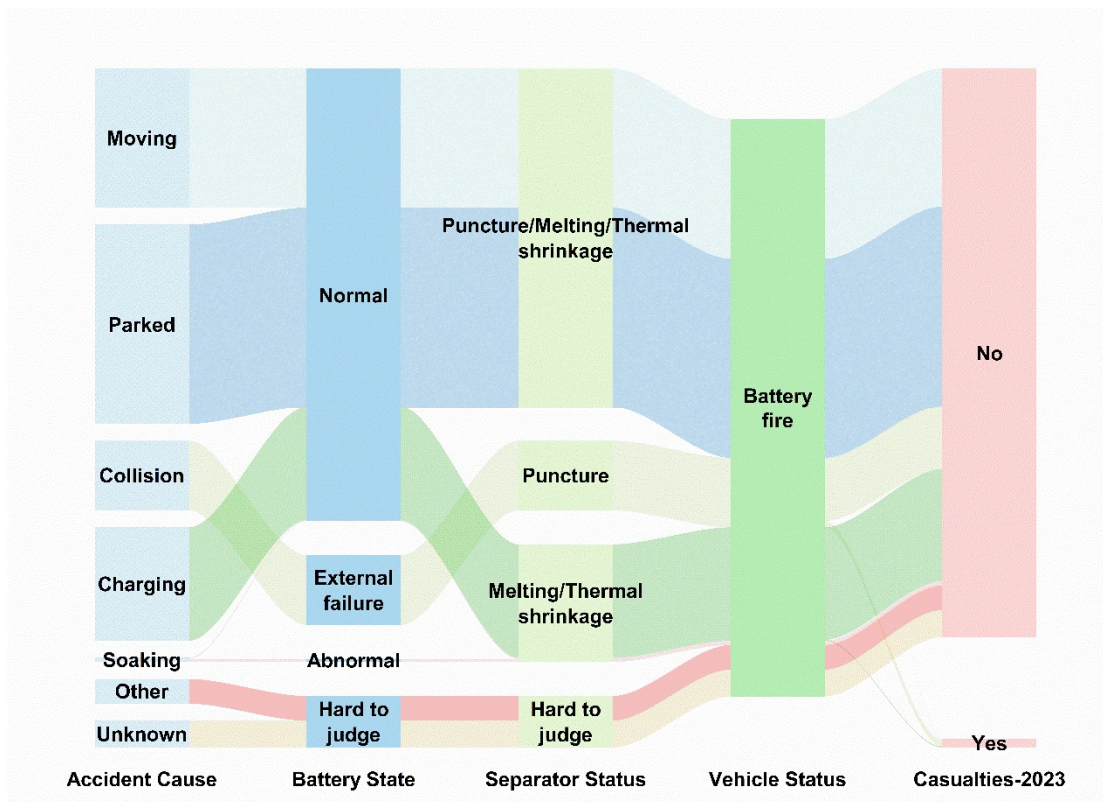 Moving
Parked
Collision
Charging
Soaking
Other
Unknown
Normal
External
failure
Abnormal
Hard to
judge
Puncture/Melting/Thermal
shrinkage
Puncture
Melting/Thermal
shrinkage
Hard to
judge
Battery
fire
No
Yes
Accident Cause
Battery State
Separator Status
Vehicle Status
Casualties-2023